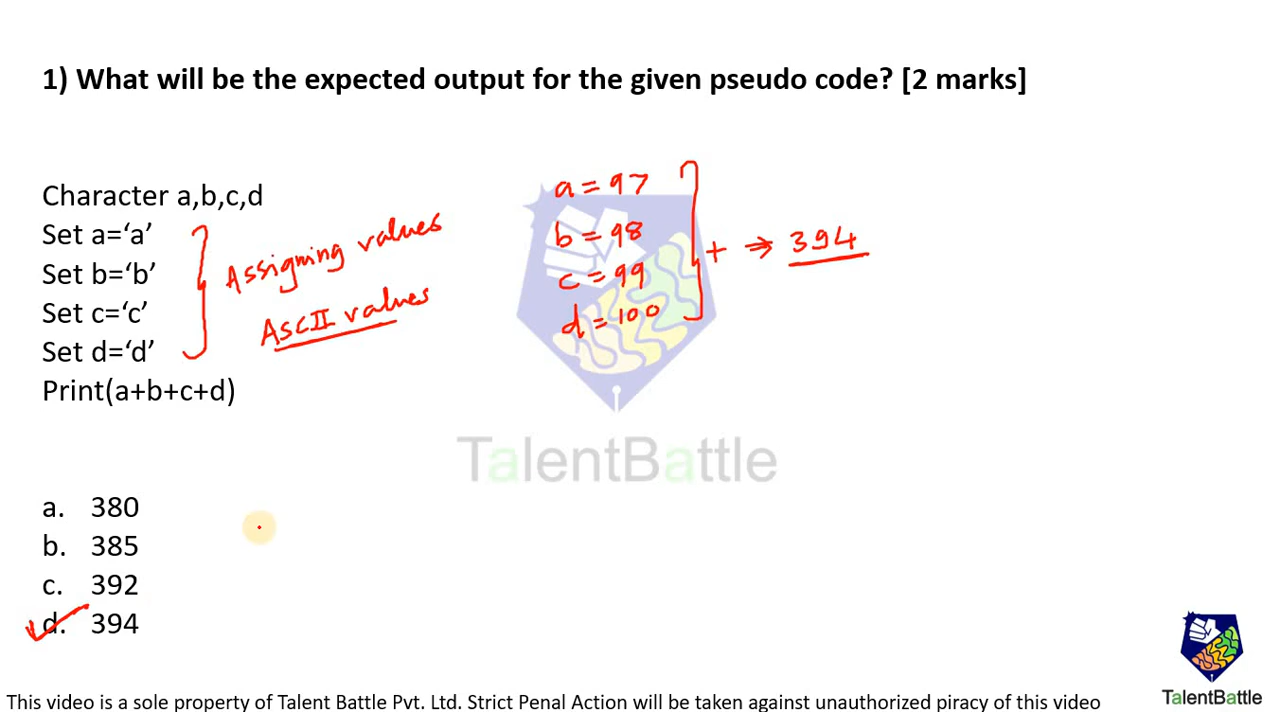 1) What will be the expected output for the given pseudo code? [2 marks]
Character a,b,c,d
Set a=‘a’
Set b=‘b’
Set c=‘c’
Set d=‘d’
Print(a+b+c+d)
Assigning values
ASCII values
a = 97
b = 98
c = 99
d = 100
+ ⇒ 394
TalentBattle
a. 380
b. 385
c. 392
d. 394
TalentBattle
This video is a sole property of Talent Battle Pvt. Ltd. Strict Penal Action will be taken against unauthorized piracy of this video